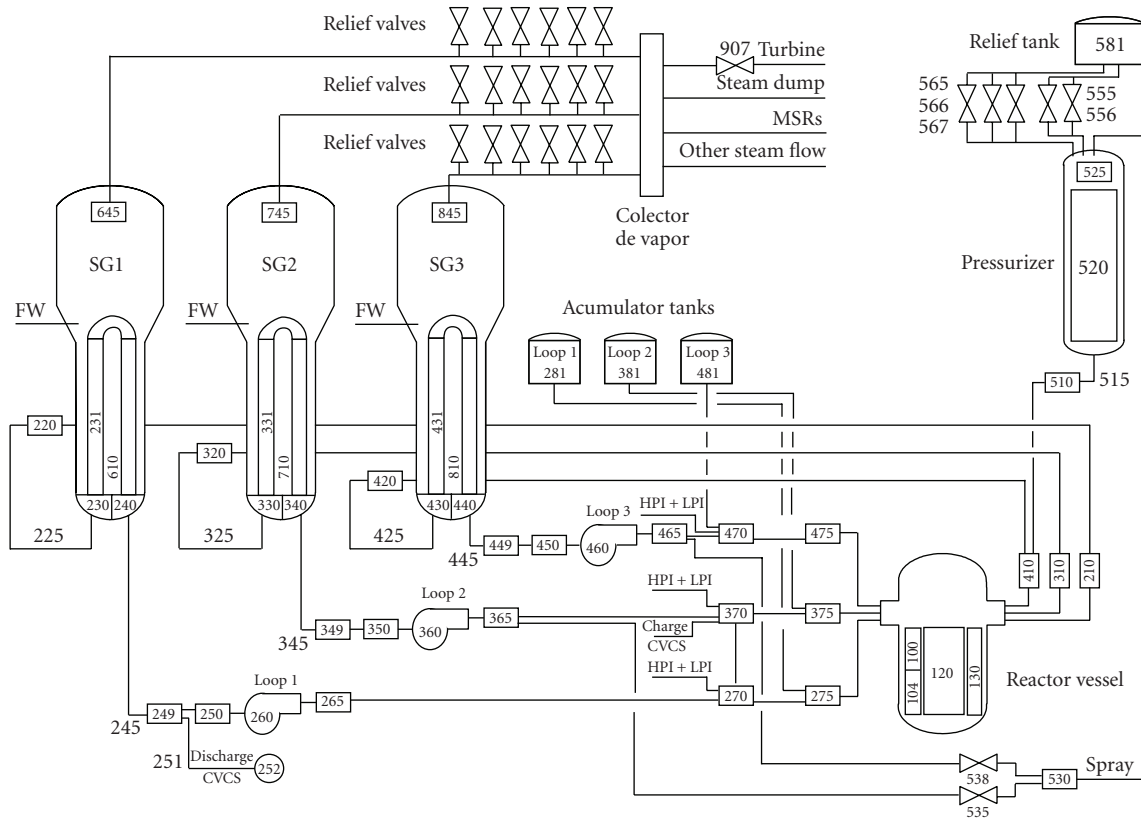 Relief valves
907 Turbine
Steam dump
Relief valves
MSRs
Relief valves
Other steam flow
Colector
de vapor
Relief tank
581
565
566
567
555
556
525
Pressurizer
520
510
515
645
745
845
SG1
SG2
SG3
FW
FW
FW
Acumulator tanks
Loop 1
281
Loop 2
381
Loop 3
481
220
231
610
230
240
225
320
331
710
330
340
325
420
431
810
430
440
425
445
449
450
Loop 3
460
465
HPI + LPI
470
475
345
349
350
Loop 2
360
365
HPI + LPI
370
375
Charge
CVCS
245
249
250
Loop 1
260
265
HPI + LPI
270
275
251
Discharge
CVCS
252
410
310
210
100
104
120
130
Reactor vessel
538
535
530
Spray